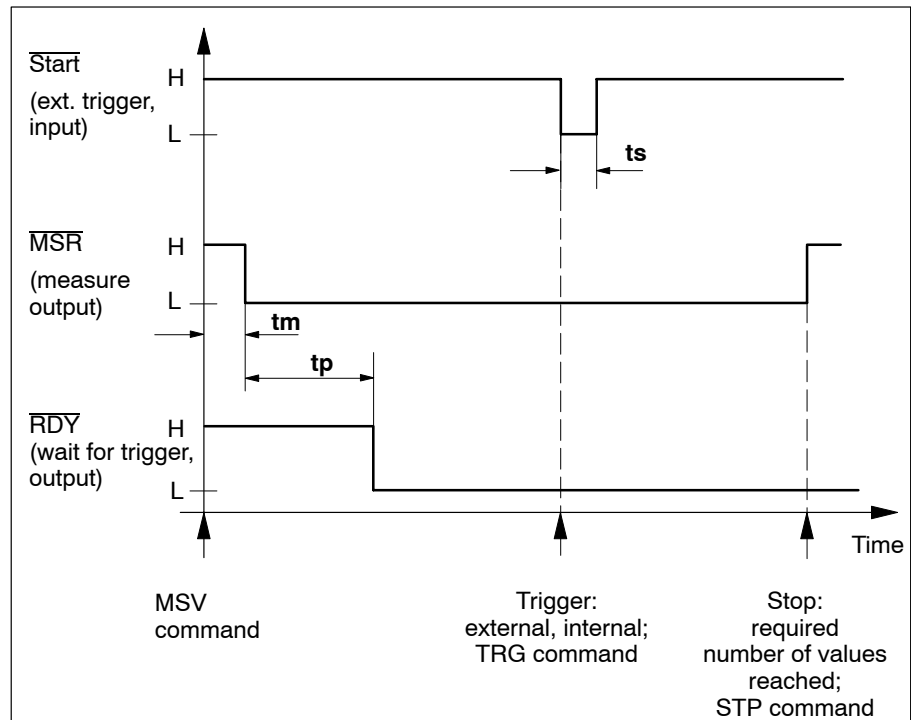 Start
(ext. trigger,
input)
H
L
ts
MSR
(measure
output)
H
L
tm
tp
RDY
(wait for trigger,
output)
H
L
Time
MSV
command
Trigger:
external, internal;
TRG command
Stop:
required
number of values
reached;
STP command